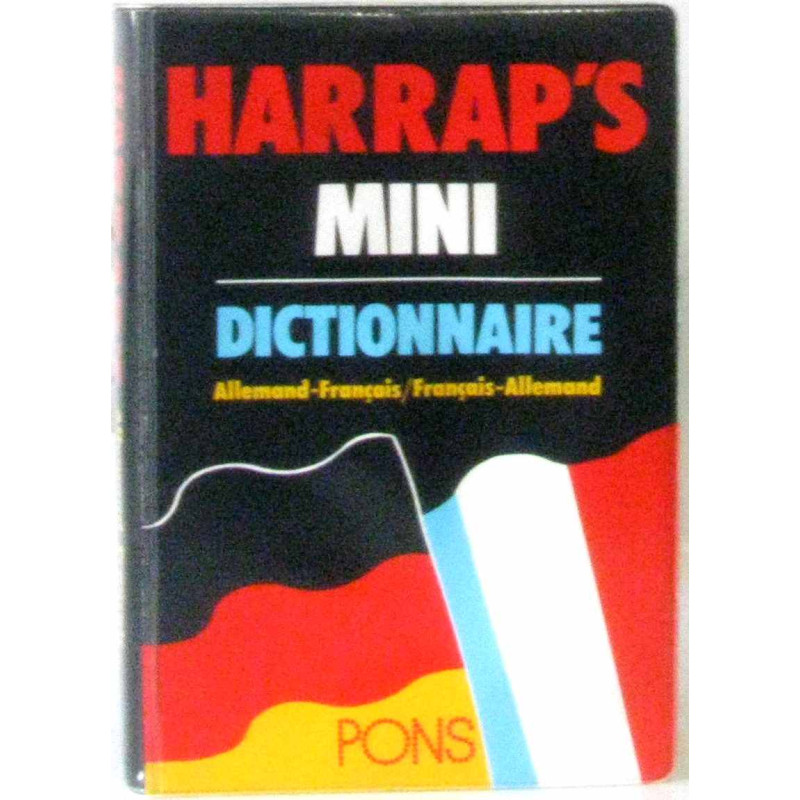 HARRAP'S
MINI
DICTIONNAIRE
Allemand-Français/Français-Allemand
PONS